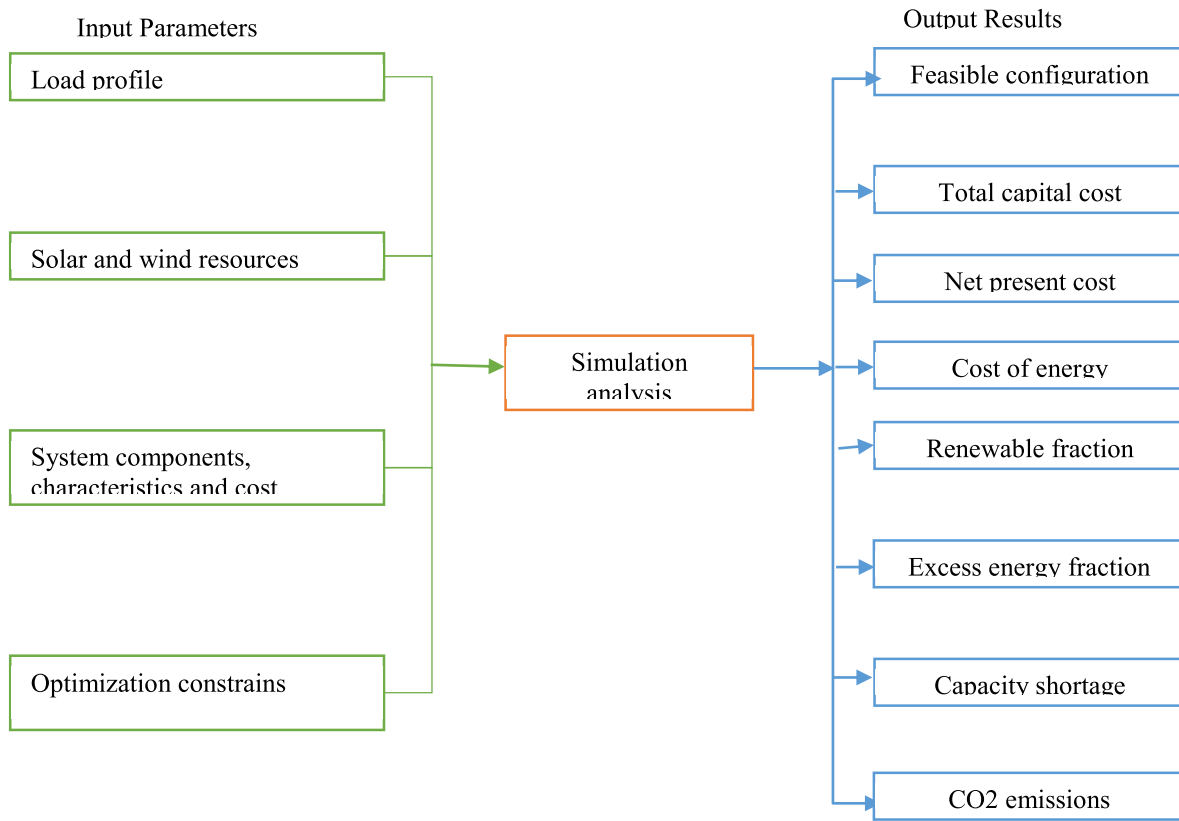 Input Parameters
Load profile
Solar and wind resources
System components,
characteristics and cost
Optimization constrains
Simulation
analysis
Output Results
Feasible configuration
Total capital cost
Net present cost
Cost of energy
Renewable fraction
Excess energy fraction
Capacity shortage
CO2 emissions